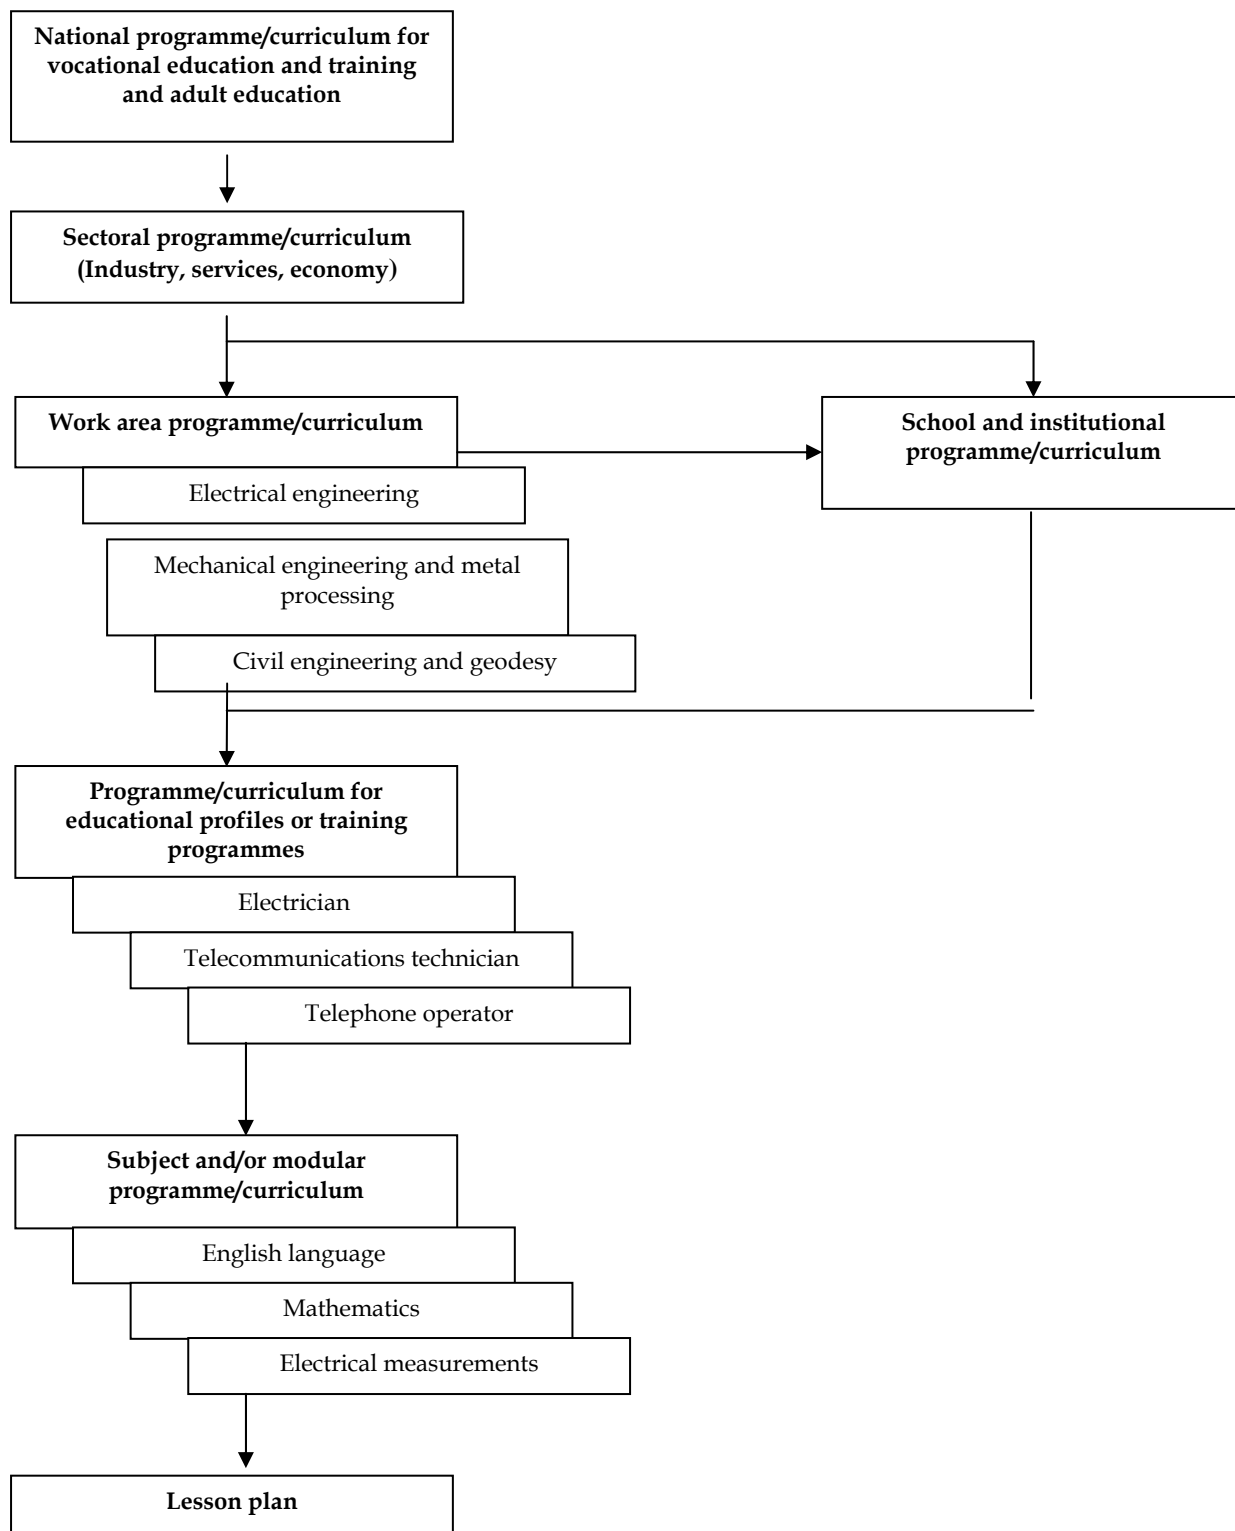 National programme/curriculum for
vocational education and training
and adult education
Sectoral programme/curriculum
(Industry, services, economy)
Work area programme/curriculum
School and institutional
programme/curriculum
Electrical engineering
Mechanical engineering and metal
processing
Civil engineering and geodesy
Programme/curriculum for
educational profiles or training
programmes
Electrician
Telecommunications technician
Telephone operator
Subject and/or modular
programme/curriculum
English language
Mathematics
Electrical measurements
Lesson plan